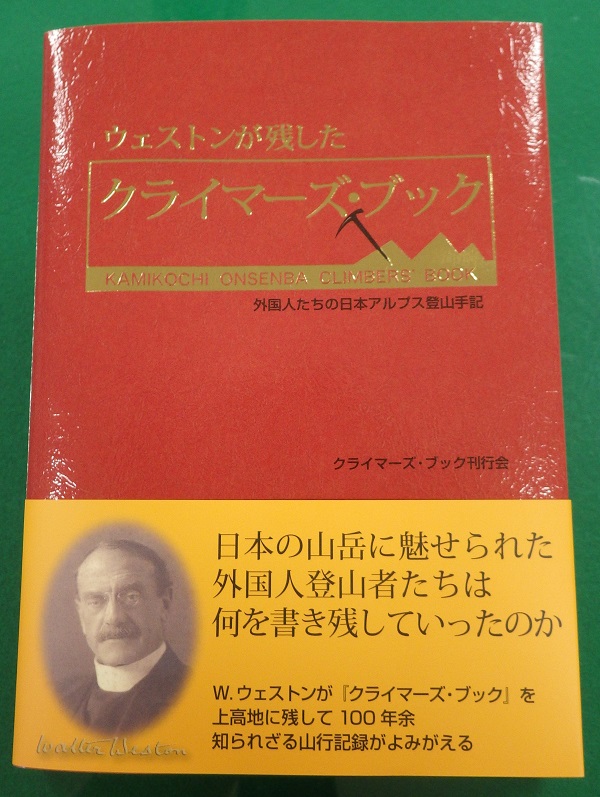 ウェストンが残した
クライマーズ・ブック
KAMIKOCHI ONSENBA CLIMBERS' BOOK
外国人たちの日本アルプス登山手記
クライマーズ・ブック刊行会
日本の山岳に魅せられた
外国人登山者たちは
何を書き残していったのか
W. ウェストンが『クライマーズ・ブック』を
上高地に残して 100 年余
知られざる山行記録がよみがえる
Walter Weston